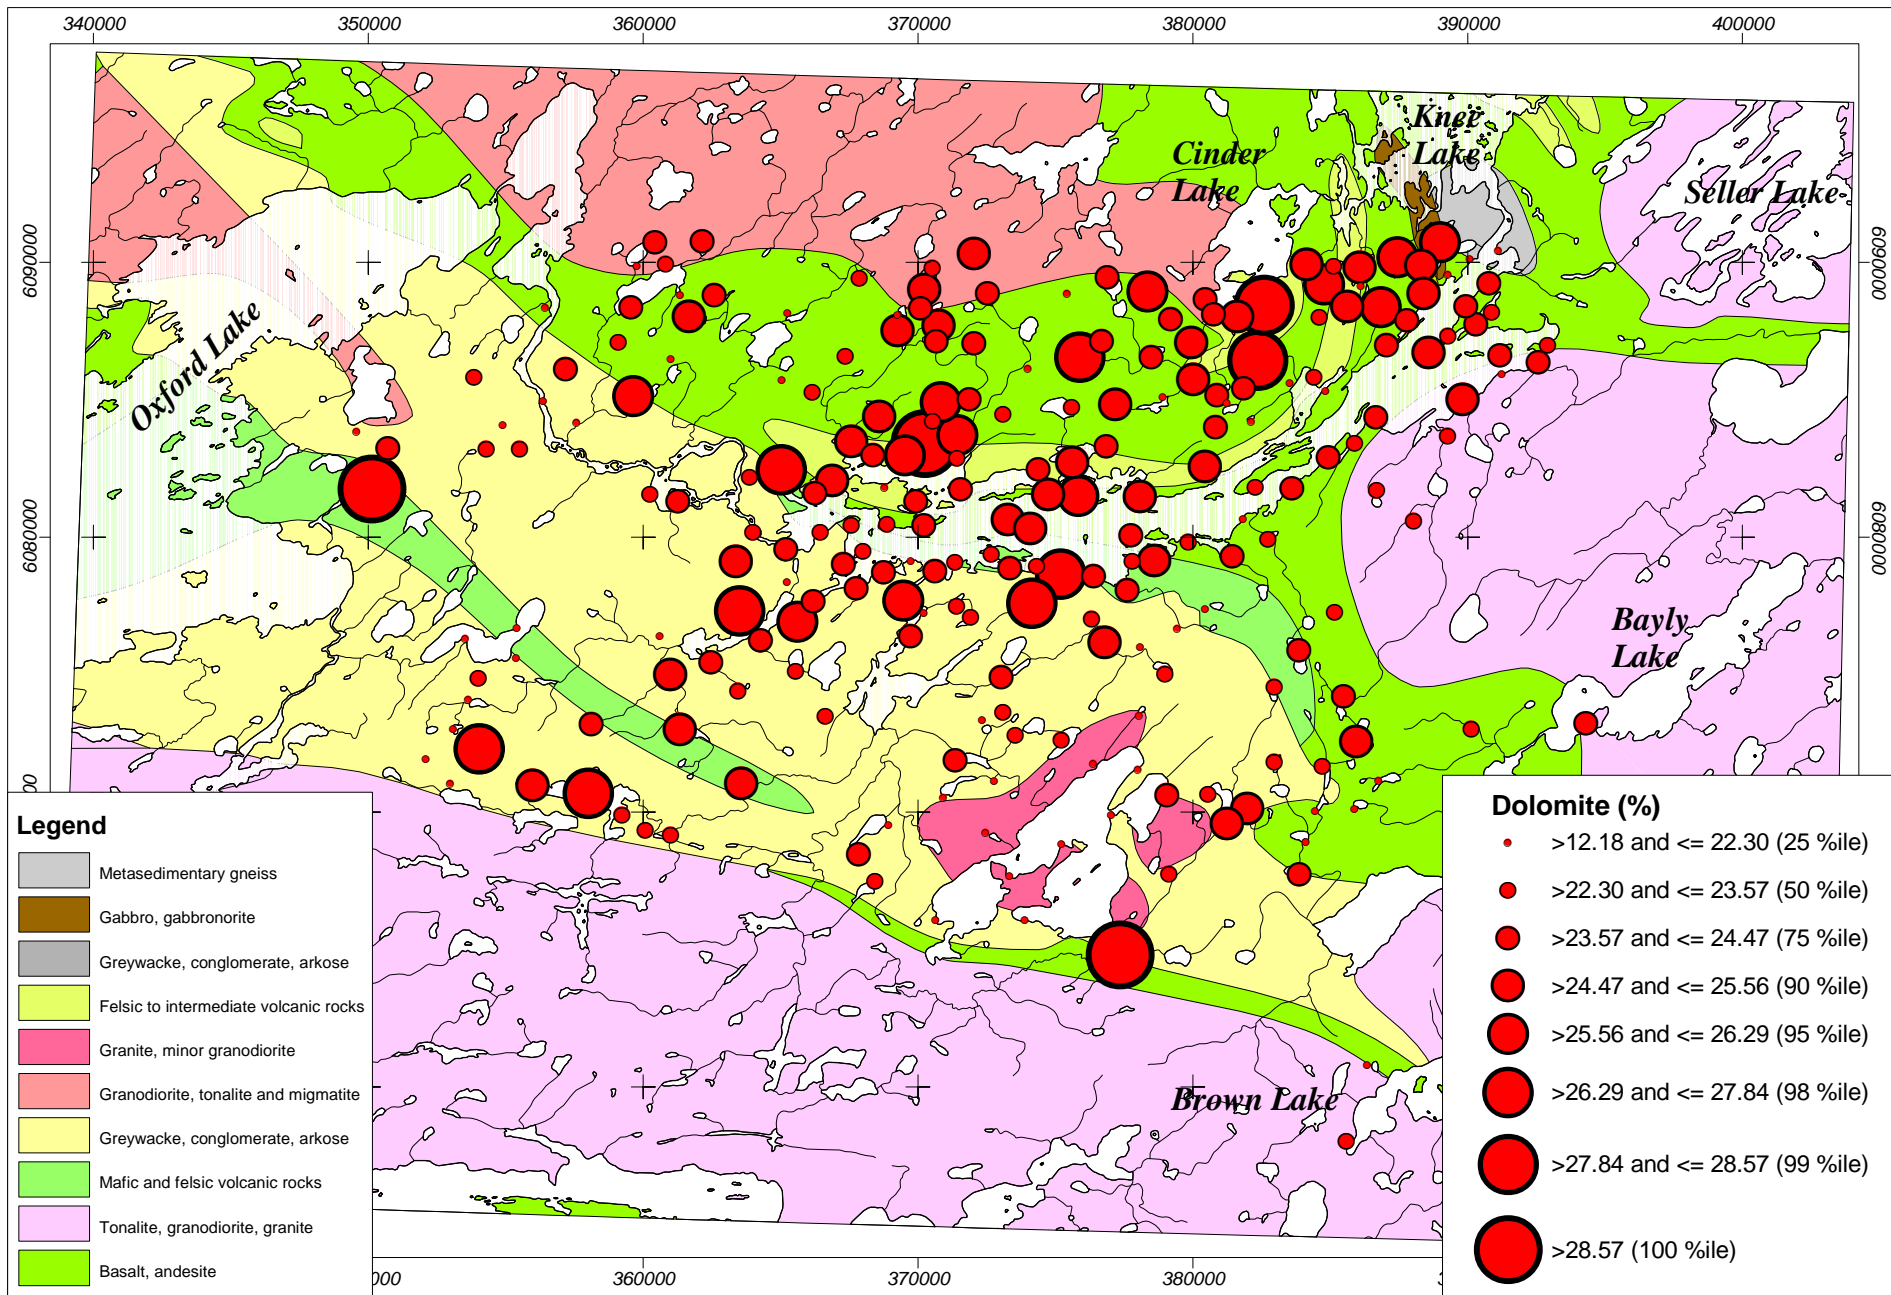 340000 350000 360000 370000 380000 390000 400000
Knee
Lake
Cinder
Lake
Seller Lake
6090000
6090000
Oxford Lake
6080000
6080000
Bayly
Lake
Brown Lake
Legend
Metasedimentary gneiss
Gabbro, gabbronorite
Greywacke, conglomerate, arkose
Felsic to intermediate volcanic rocks
Granite, minor granodiorite
Granodiorite, tonalite and migmatite
Greywacke, conglomerate, arkose
Mafic and felsic volcanic rocks
Tonalite, granodiorite, granite
Basalt, andesite
Dolomite (%)
>12.18 and <= 22.30 (25 %ile)
>22.30 and <= 23.57 (50 %ile)
>23.57 and <= 24.47 (75 %ile)
>24.47 and <= 25.56 (90 %ile)
>25.56 and <= 26.29 (95 %ile)
>26.29 and <= 27.84 (98 %ile)
>27.84 and <= 28.57 (99 %ile)
>28.57 (100 %ile)
360000 370000 380000